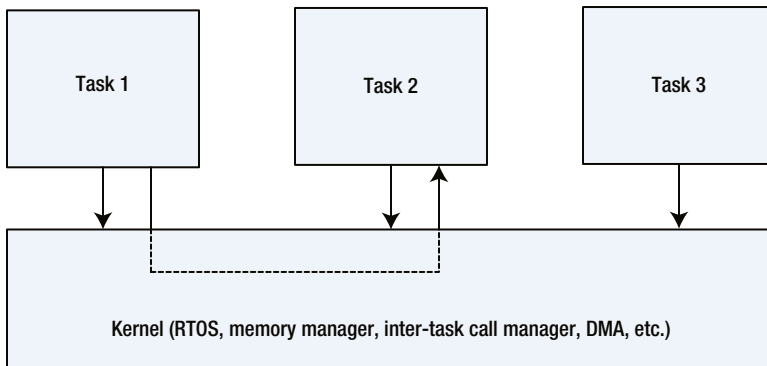 Task 1
Task 2
Task 3
Kernel (RTOS, memory manager, inter-task call manager, DMA, etc.)